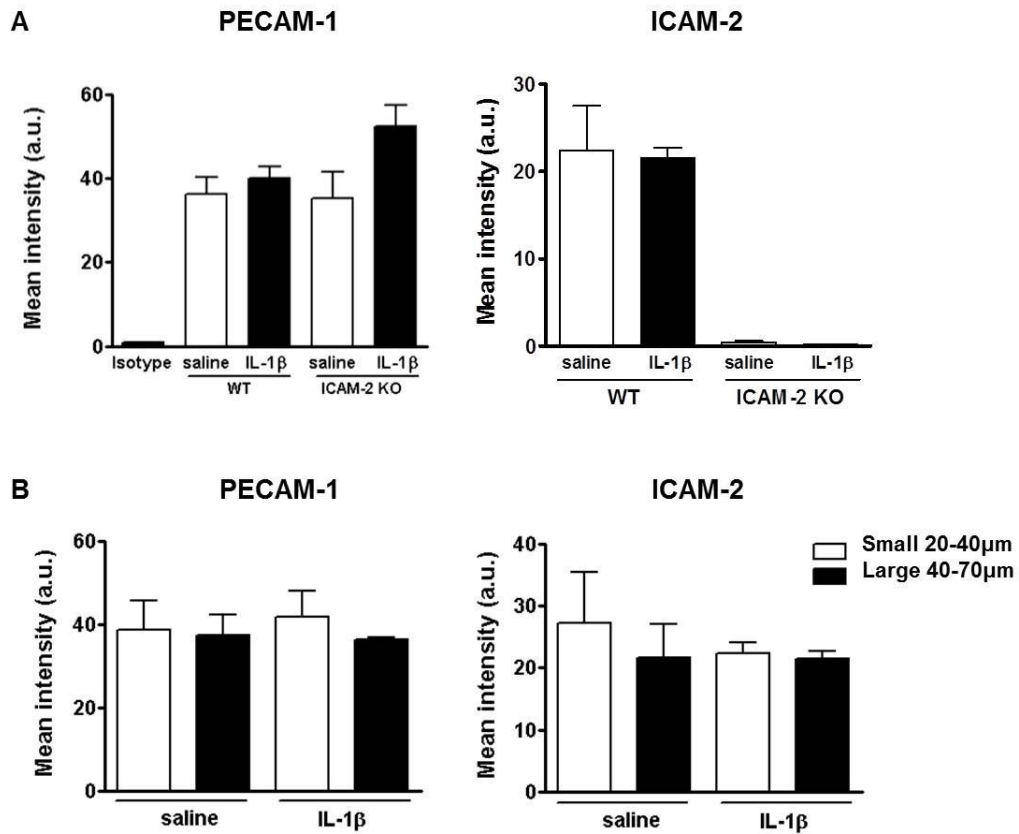 A
PECAM-1
ICAM-2
Mean intensity (a.u.)
60
40
20
0
Isotype saline IL-1β saline IL-1β
WT ICAM-2 KO
Mean intensity (a.u.)
30
20
10
0
saline IL-1β saline IL-1β
WT ICAM-2 KO
B
PECAM-1
ICAM-2
Mean intensity (a.u.)
60
40
20
0
saline IL-1β
Mean intensity (a.u.)
40
30
20
10
0
saline IL-1β
Small 20-40µm
Large 40-70µm